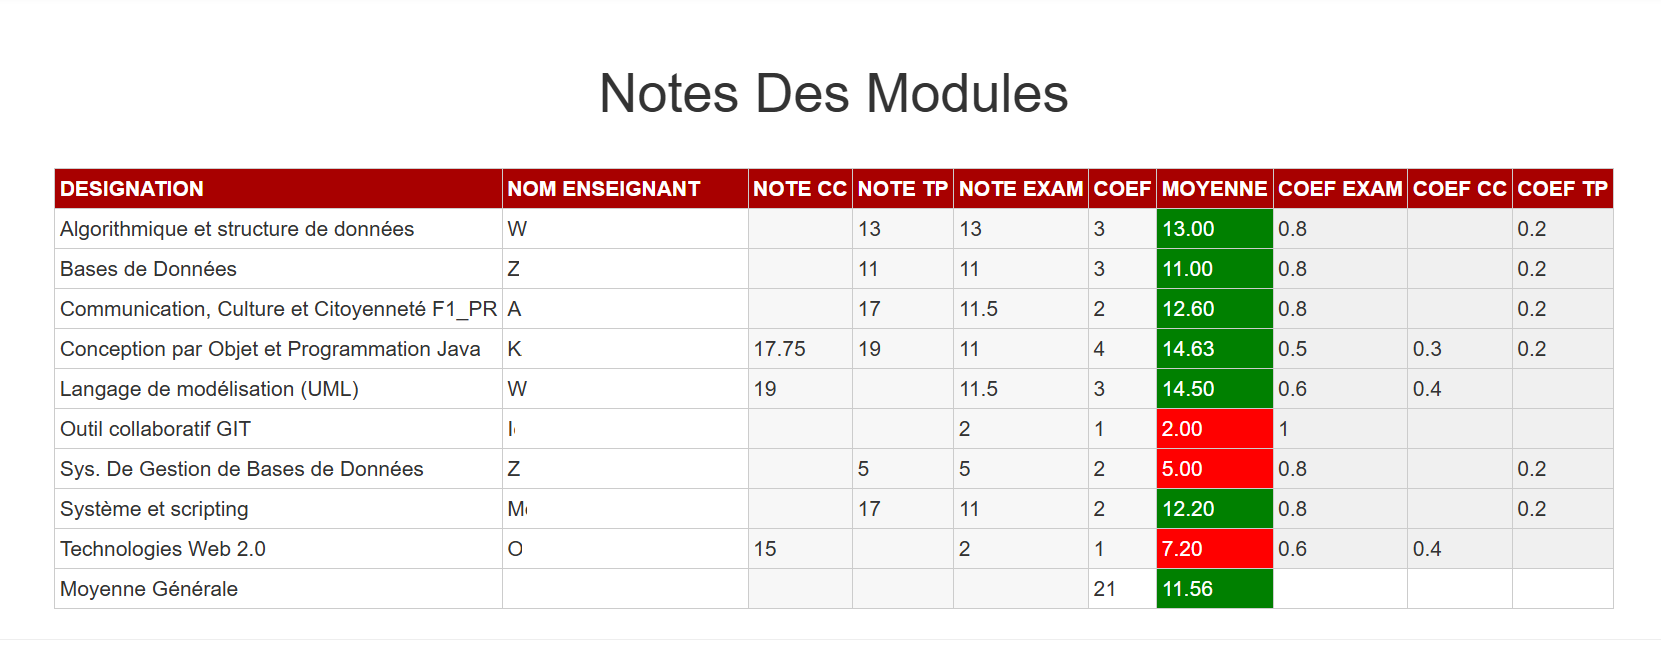 Notes Des Modules
DESIGNATION NOM ENSEIGNANT NOTE CC NOTE TP NOTE EXAM COEF MOYENNE COEF EXAM COEF CC COEF TP
Algorithmique et structure de données W 13 13 3 13.00 0.8 0.2
Bases de Données Z 11 11 3 11.00 0.8 0.2
Communication, Culture et Citoyenneté F1_PR A 17 11.5 2 12.60 0.8 0.2
Conception par Objet et Programmation Java K 17.75 19 11 4 14.63 0.5 0.3 0.2
Langage de modélisation (UML) W 19 11.5 3 14.50 0.6 0.4
Outil collaboratif GIT 2 1 2.00 1
Sys. De Gestion de Bases de Données Z 5 5 2 5.00 0.8 0.2
Système et scripting M 17 11 2 12.20 0.8 0.2
Technologies Web 2.0 O 15 2 1 7.20 0.6 0.4
Moyenne Générale 21 11.56